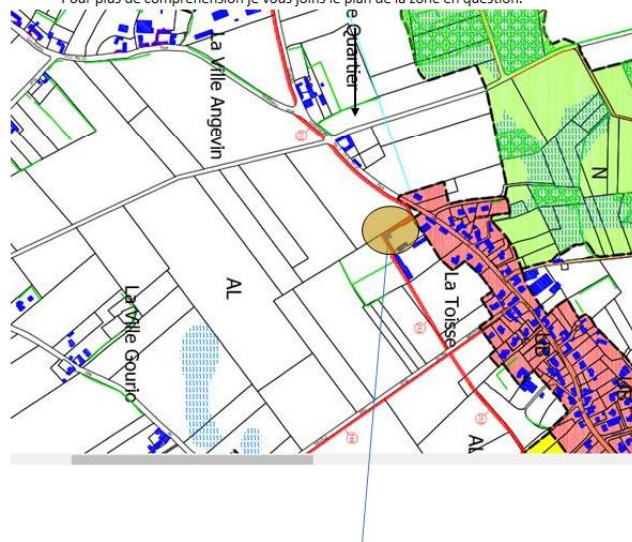 Pour plus de compréhension je vous joins le plan de la zone en question.
e Quartier
La Ville Angevin
N
AL
La Toisse
La Ville Gourio
UB
UB
AL